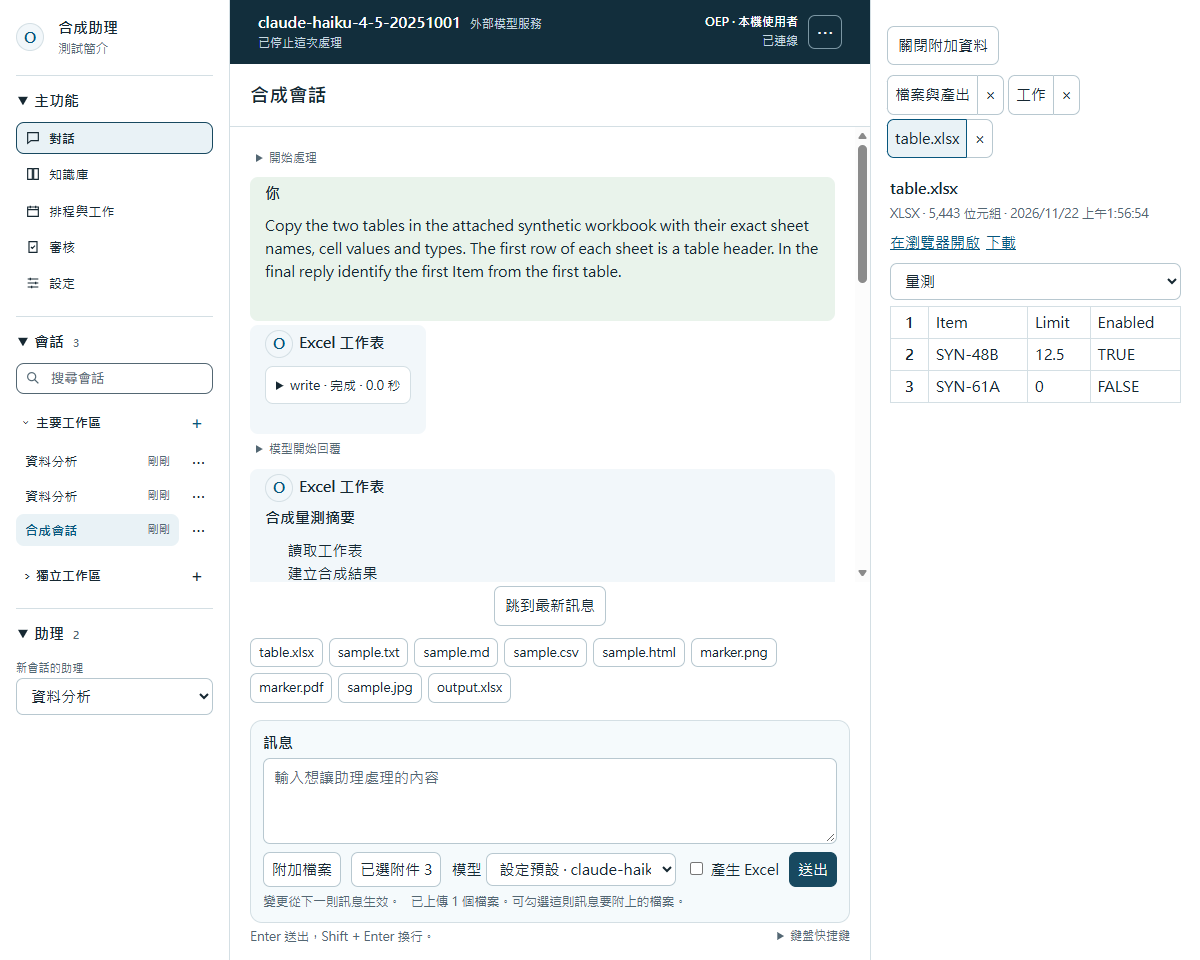 O
合成助理
測試簡介
▼ 主功能
對話
知識庫
排程與工作
審核
設定
▼ 會話 3
搜尋會話
主要工作區 +
資料分析 剛剛 ...
資料分析 剛剛 ...
合成會話 剛剛 ...
獨立工作區 +
▼ 助理 2
新會話的助理
資料分析
claude-haiku-4-5-20251001 外部模型服務
已停止這次處理
OEP · 本機使用者
已連線
...
合成會話
▶ 開始處理
你
Copy the two tables in the attached synthetic workbook with their exact sheet
names, cell values and types. The first row of each sheet is a table header. In the
final reply identify the first Item from the first table.
O Excel 工作表
▶ write · 完成 · 0.0 秒
▶ 模型開始回覆
O Excel 工作表
合成量測摘要
讀取工作表
建立合成結果
跳到最新訊息
table.xlsx sample.txt sample.md sample.csv sample.html marker.png
marker.pdf sample.jpg output.xlsx
訊息
輸入想讓助理處理的內容
附加檔案 已選附件 3 模型 設定預設 · claude-haik 產生 Excel 送出
變更從下一則訊息生效。 已上傳 1 個檔案。可勾選這則訊息要附上的檔案。
Enter 送出，Shift + Enter 換行。 ▶ 鍵盤快捷鍵
關閉附加資料
檔案與產出 × 工作 ×
table.xlsx ×
table.xlsx
XLSX · 5,443 位元組 · 2026/11/22 上午1:56:54
在瀏覽器開啟 下載
量測
1 Item Limit Enabled
2 SYN-48B 12.5 TRUE
3 SYN-61A 0 FALSE